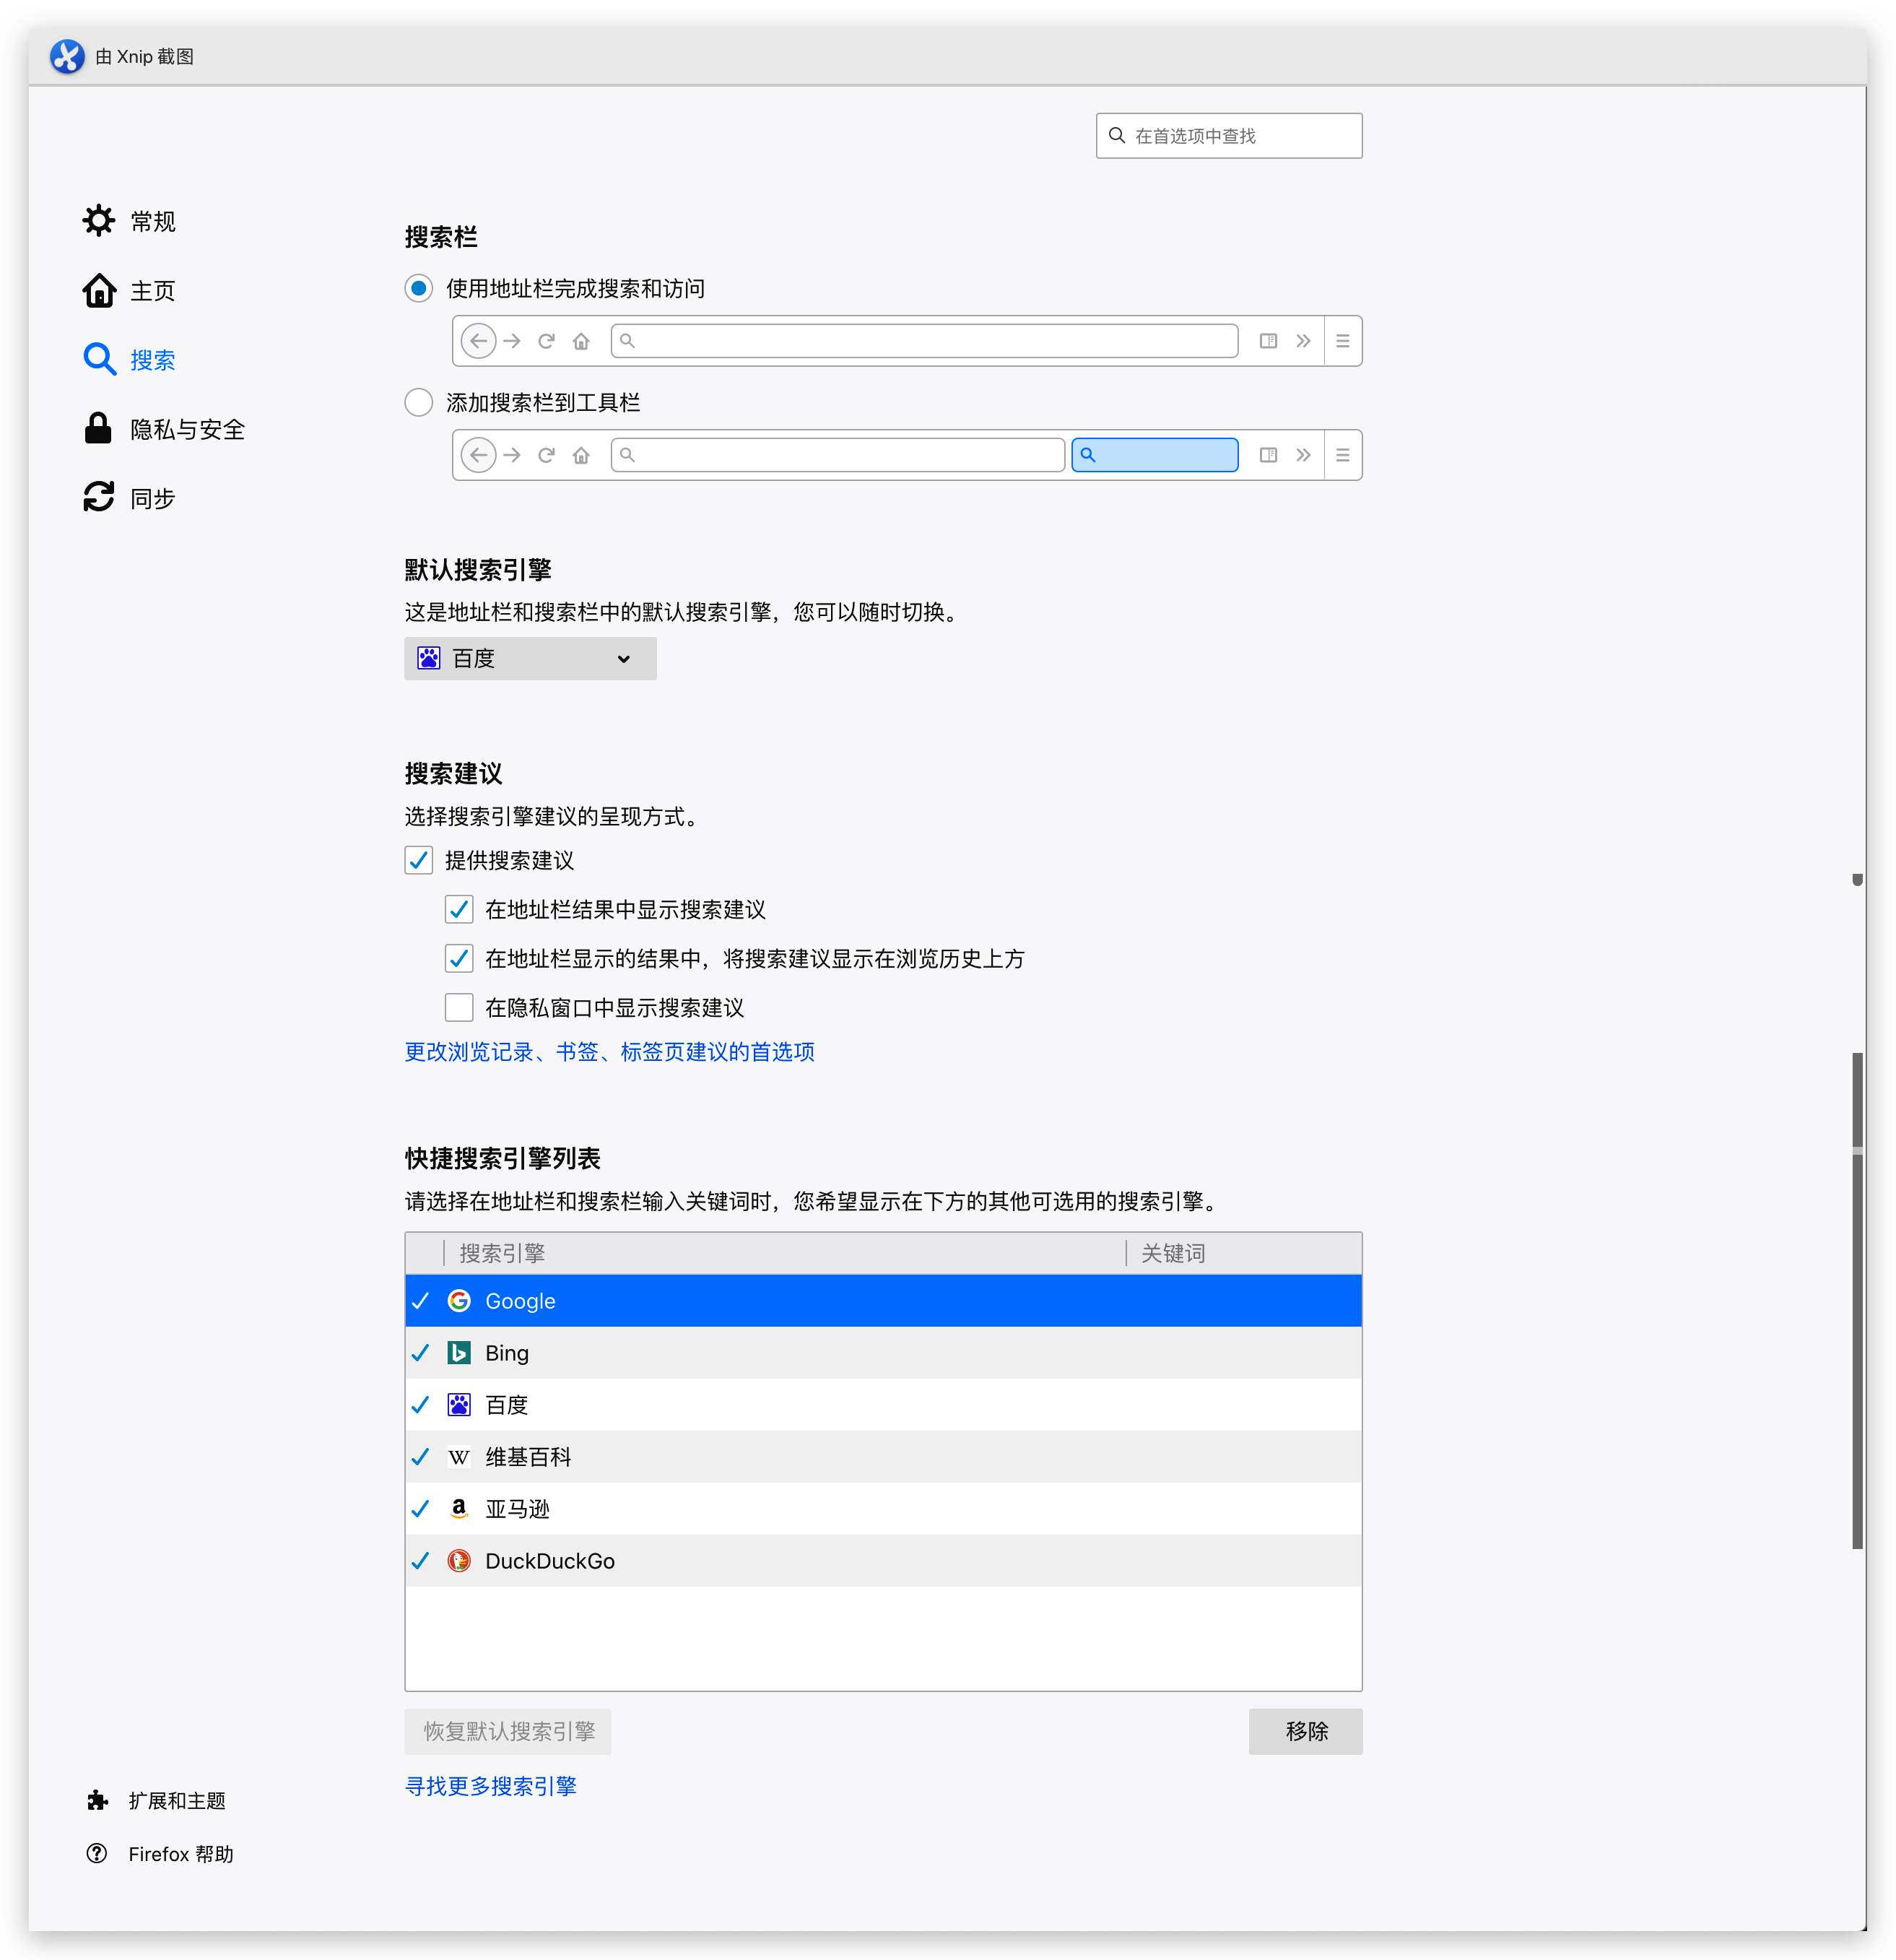 由 Xnip 截图
在首选项中查找
常规
主页
搜索
隐私与安全
同步
搜索栏
使用地址栏完成搜索和访问
添加搜索栏到工具栏
默认搜索引擎
这是地址栏和搜索栏中的默认搜索引擎，您可以随时切换。
百度
搜索建议
选择搜索引擎建议的呈现方式。
提供搜索建议
在地址栏结果中显示搜索建议
在地址栏显示的结果中，将搜索建议显示在浏览历史上方
在隐私窗口中显示搜索建议
更改浏览记录、书签、标签页建议的首选项
快捷搜索引擎列表
请选择在地址栏和搜索栏输入关键词时，您希望显示在下方的其他可选用的搜索引擎。
搜索引擎 关键词
Google
Bing
百度
维基百科
亚马逊
DuckDuckGo
恢复默认搜索引擎 移除
寻找更多搜索引擎
扩展和主题
Firefox 帮助